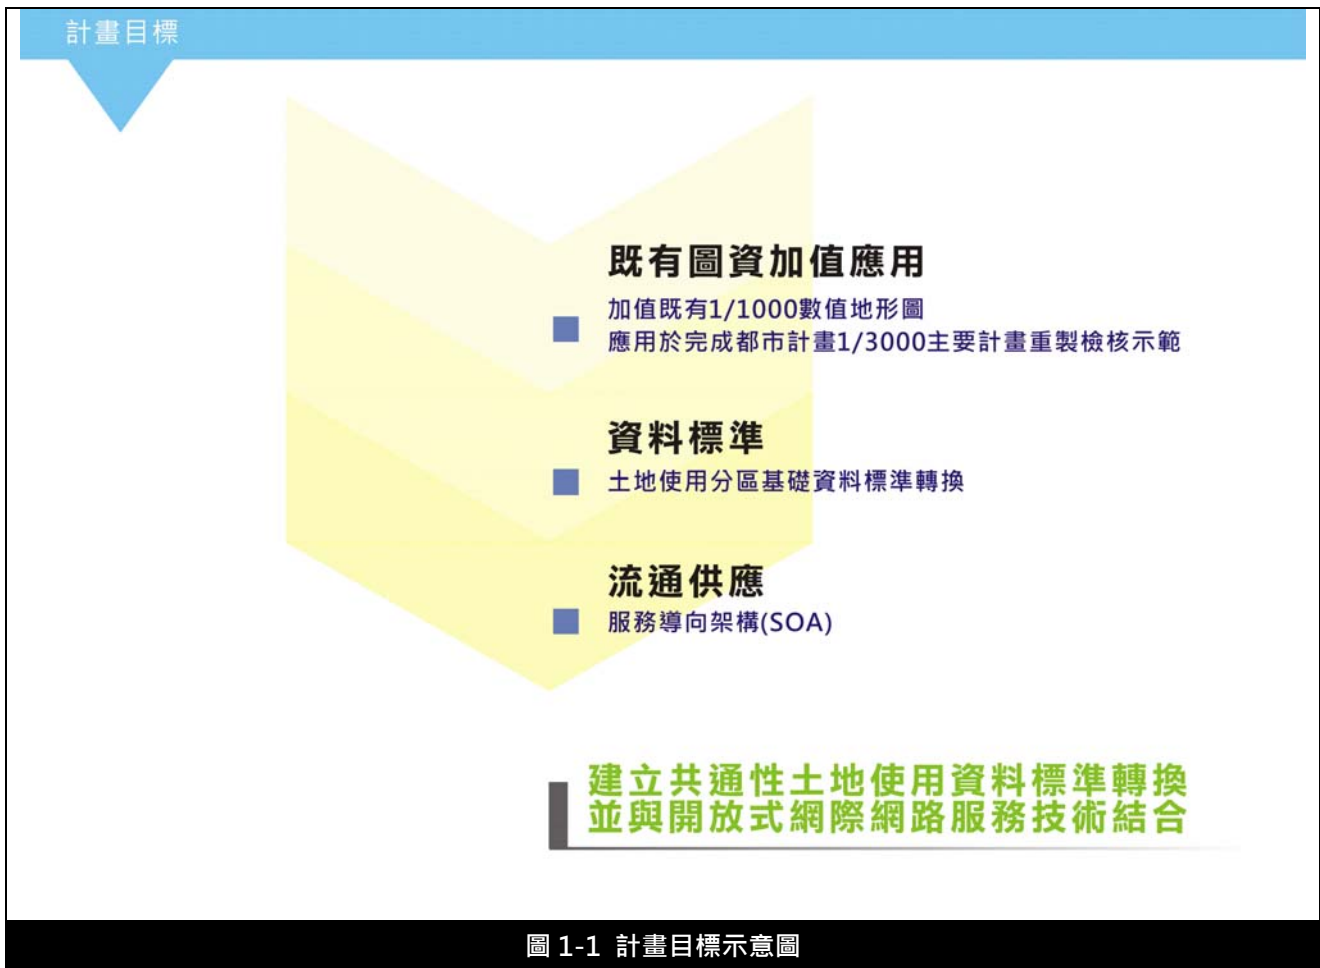 計畫目標
既有圖資加值應用
加值既有1/1000數值地形圖
應用於完成都市計畫1/3000主要計畫重製檢核示範
資料標準
土地使用分區基礎資料標準轉換
流通供應
服務導向架構(SOA)
建立共通性土地使用資料標準轉換
並與開放式網際網路服務技術結合
圖 1-1 計畫目標示意圖